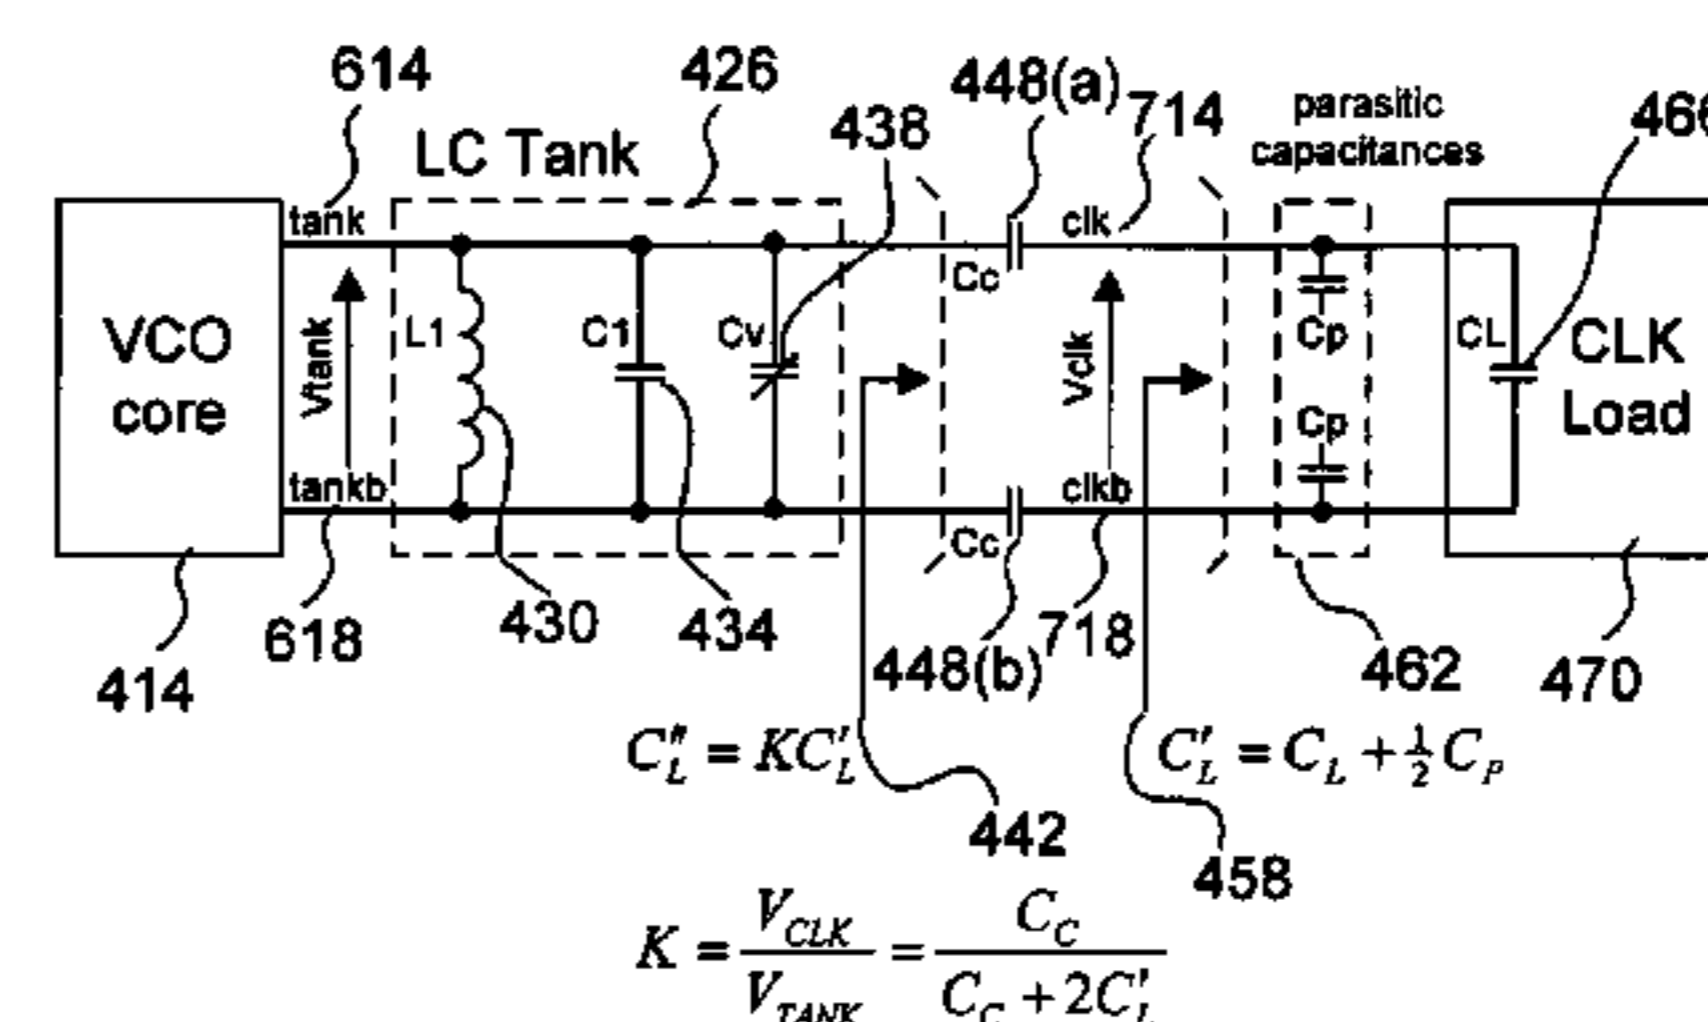 614
426
448(a)
714
parasitic
capacitances
438
LC Tank
tank
clk
Cc
VCO
core
Vtank
L1
C1
Cv
Vclk
Cp
Cp
CL
CLK
Load
tankb
clkb
Cc
414
618
430
434
448(b)
718
462
470
C″L = KC′L
C′L = CL + ½ CP
442
458
K = VCLK / VTANK = CC / CC + 2C′L